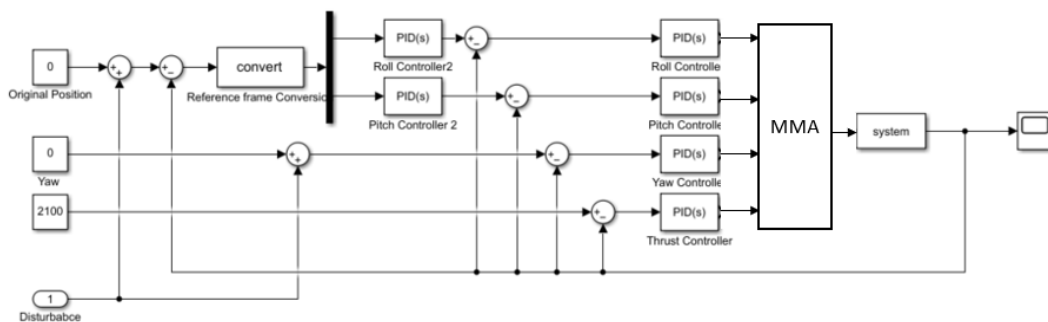 PID(s)
PID(s)
0
+
+
+
−
convert
+
−
Roll Controller2
Roll Controlle
Original Position
Reference frame Conversio
PID(s)
+
−
PID(s)
Pitch Controller 2
Pitch Controlle
MMA
system
0
+
+
+
−
PID(s)
Yaw
Yaw Controlle
2100
+
−
PID(s)
Thrust Controller
1
Disturbabce